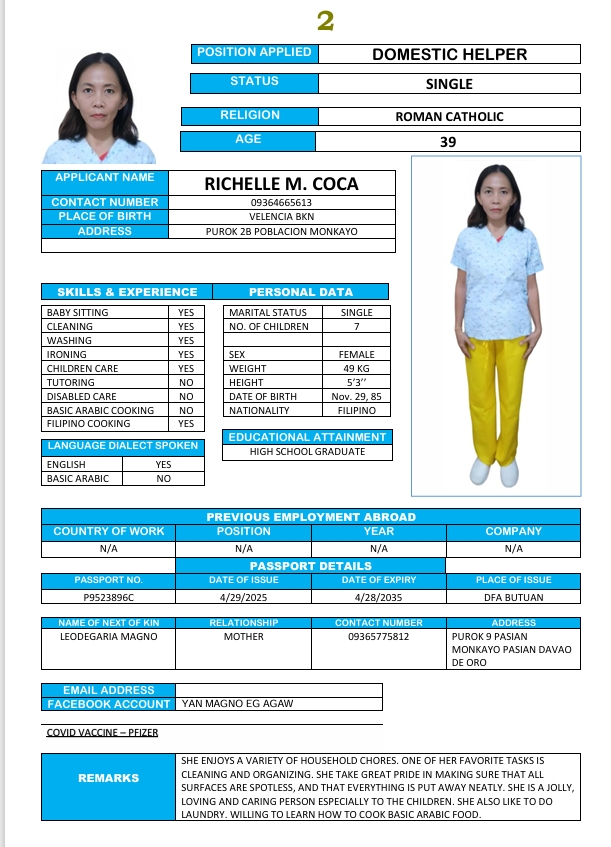 2
POSITION APPLIED DOMESTIC HELPER
STATUS SINGLE
RELIGION ROMAN CATHOLIC
AGE 39
APPLICANT NAME RICHELLE M. COCA
CONTACT NUMBER 09364665613
PLACE OF BIRTH VELENCIA BKN
ADDRESS PUROK 2B POBLACION MONKAYO
SKILLS & EXPERIENCE PERSONAL DATA
BABY SITTING YES MARITAL STATUS SINGLE
CLEANING YES NO. OF CHILDREN 7
WASHING YES
IRONING YES SEX FEMALE
CHILDREN CARE YES WEIGHT 49 KG
TUTORING NO HEIGHT 5’3’’
DISABLED CARE NO DATE OF BIRTH Nov. 29, 85
BASIC ARABIC COOKING NO NATIONALITY FILIPINO
FILIPINO COOKING YES
EDUCATIONAL ATTAINMENT
HIGH SCHOOL GRADUATE
LANGUAGE DIALECT SPOKEN
ENGLISH YES
BASIC ARABIC NO
PREVIOUS EMPLOYMENT ABROAD
COUNTRY OF WORK POSITION YEAR COMPANY
N/A N/A N/A N/A
PASSPORT DETAILS
PASSPORT NO. DATE OF ISSUE DATE OF EXPIRY PLACE OF ISSUE
P9523896C 4/29/2025 4/28/2035 DFA BUTUAN
NAME OF NEXT OF KIN RELATIONSHIP CONTACT NUMBER ADDRESS
LEODEGARIA MAGNO MOTHER 09365775812 PUROK 9 PASIAN
MONKAYO PASIAN DAVAO
DE ORO
EMAIL ADDRESS
FACEBOOK ACCOUNT YAN MAGNO EG AGAW
COVID VACCINE – PFIZER
REMARKS
SHE ENJOYS A VARIETY OF HOUSEHOLD CHORES. ONE OF HER FAVORITE TASKS IS
CLEANING AND ORGANIZING. SHE TAKE GREAT PRIDE IN MAKING SURE THAT ALL
SURFACES ARE SPOTLESS, AND THAT EVERYTHING IS PUT AWAY NEATLY. SHE IS A JOLLY,
LOVING AND CARING PERSON ESPECIALLY TO THE CHILDREN. SHE ALSO LIKE TO DO
LAUNDRY. WILLING TO LEARN HOW TO COOK BASIC ARABIC FOOD.